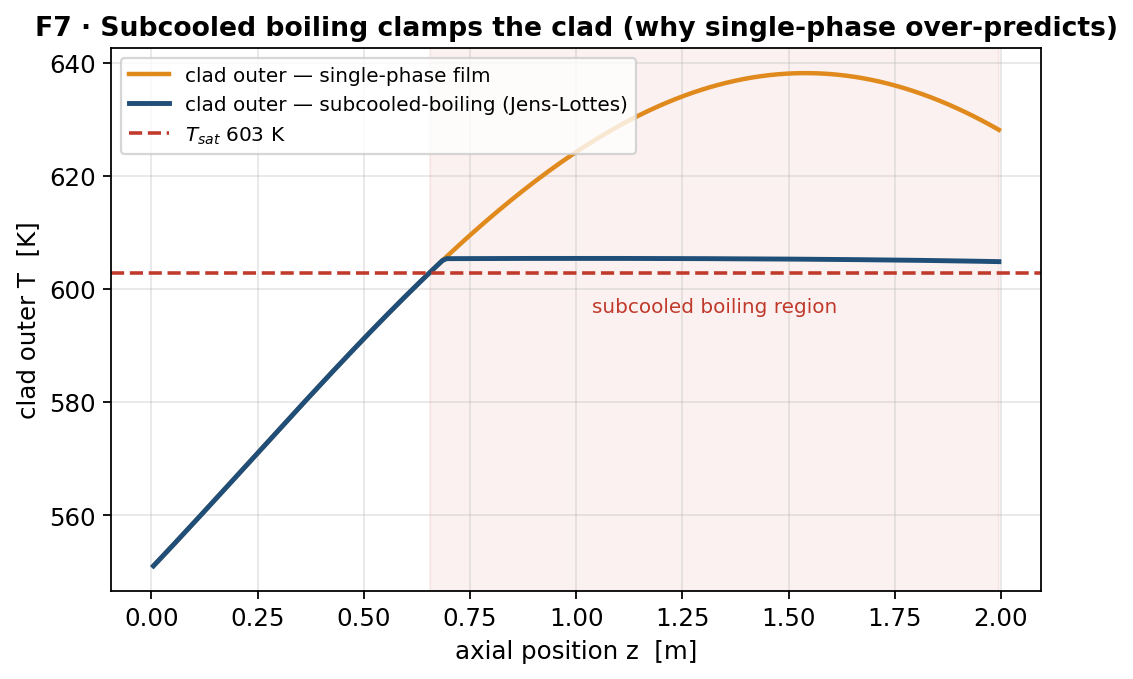 F7 · Subcooled boiling clamps the clad (why single-phase over-predicts)
640
620
600
580
560
clad outer T [K]
clad outer — single-phase film
clad outer — subcooled-boiling (Jens-Lottes)
T_sat 603 K
subcooled boiling region
0.00 0.25 0.50 0.75 1.00 1.25 1.50 1.75 2.00
axial position z [m]